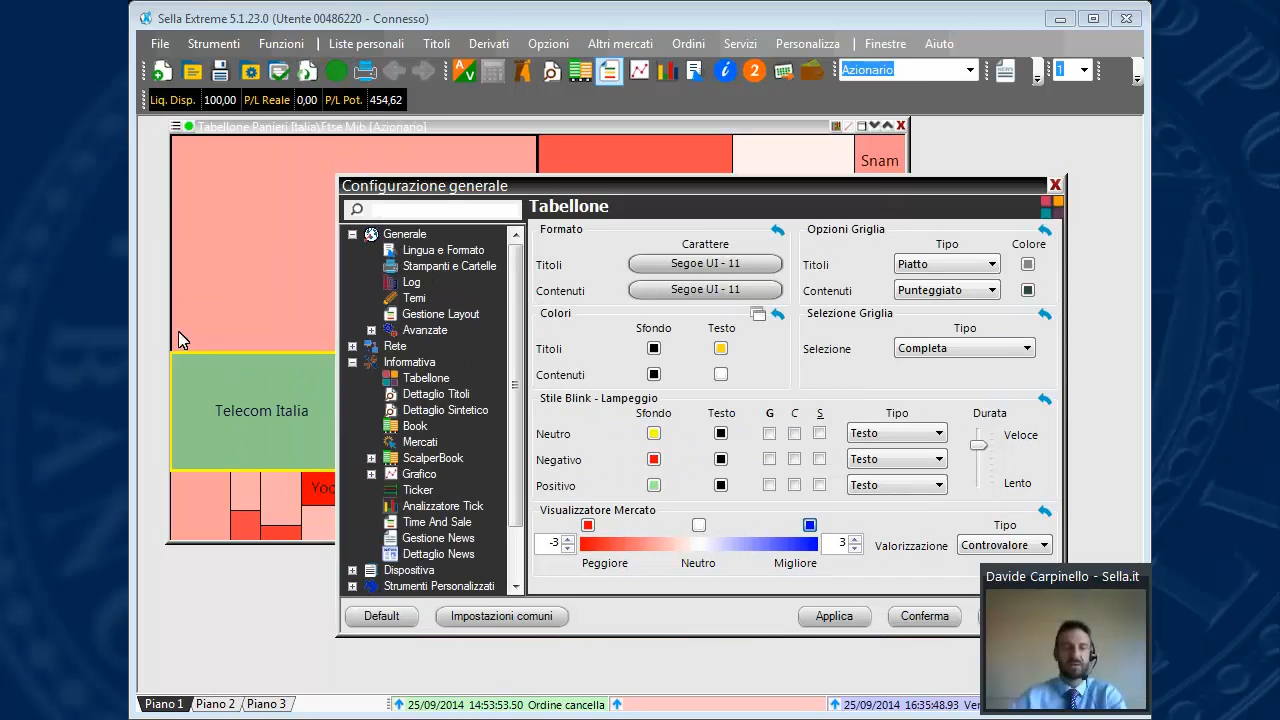 Sella Extreme 5.1.23.0 (Utente 00486220 - Connesso)
File Strumenti Funzioni Liste personali Titoli Derivati Opzioni Altri mercati Ordini Servizi Personalizza Finestre Aiuto
2 Azionario 1
Liq. Disp. 100,00 P/L Reale 0,00 P/L Pot. 454,62
Tabellone Panieri Italia\Ftse Mib [Azionario]
Snam
Telecom Italia
Configurazione generale
Tabellone
Generale
Lingua e Formato
Stampanti e Cartelle
Log
Temi
Gestione Layout
Avanzate
Rete
Informativa
Tabellone
Dettaglio Titoli
Dettaglio Sintetico
Book
Mercati
ScalperBook
Grafico
Ticker
Analizzatore Tick
Time And Sale
Gestione News
Dettaglio News
Dispositiva
Strumenti Personalizzati
Formato
Carattere
Titoli Segoe UI - 11
Contenuti Segoe UI - 11
Opzioni Griglia
Tipo Colore
Titoli Piatto
Contenuti Punteggiato
Colori
Sfondo Testo
Titoli
Contenuti
Selezione Griglia
Tipo
Selezione Completa
Stile Blink - Lampeggio
Sfondo Testo G C S Tipo Durata
Neutro Testo Veloce
Negativo Testo
Positivo Testo Lento
Visualizzatore Mercato
Tipo
-3 3 Valorizzazione Controvalore
Peggiore Neutro Migliore
Default Impostazioni comuni Applica Conferma
Davide Carpinello - Sella.it
Piano 1 Piano 2 Piano 3
25/09/2014 14:53:53.50 Ordine cancella
25/09/2014 16:35:48.93 Ver